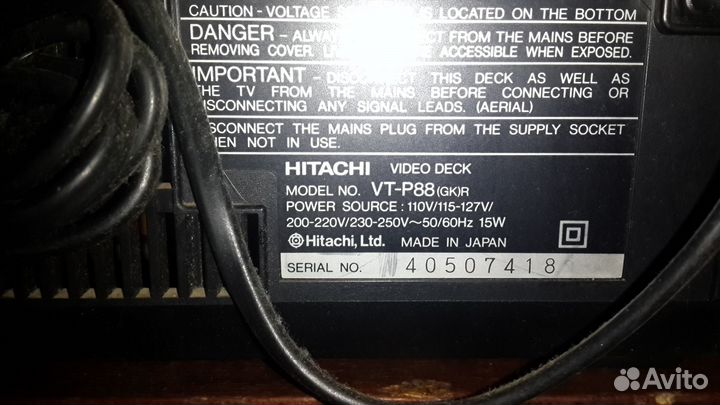 CAUTION - VOLTAGE IS LOCATED ON THE BOTTOM
DANGER - ALWAYS FROM THE MAINS BEFORE
REMOVING COVER. ACCESSIBLE WHEN EXPOSED.
IMPORTANT - DISCONNECT THIS DECK AS WELL AS
THE TV FROM THE MAINS BEFORE CONNECTING OR
DISCONNECTING ANY SIGNAL LEADS. (AERIAL)
DISCONNECT THE MAINS PLUG FROM THE SUPPLY SOCKET
WHEN NOT IN USE.
HITACHI VIDEO DECK
MODEL NO. VT-P88(GK)R
POWER SOURCE : 110V/115-127V/
200-220V/230-250V~50/60Hz 15W
Hitachi, Ltd. MADE IN JAPAN
SERIAL NO. 40507418
Avito